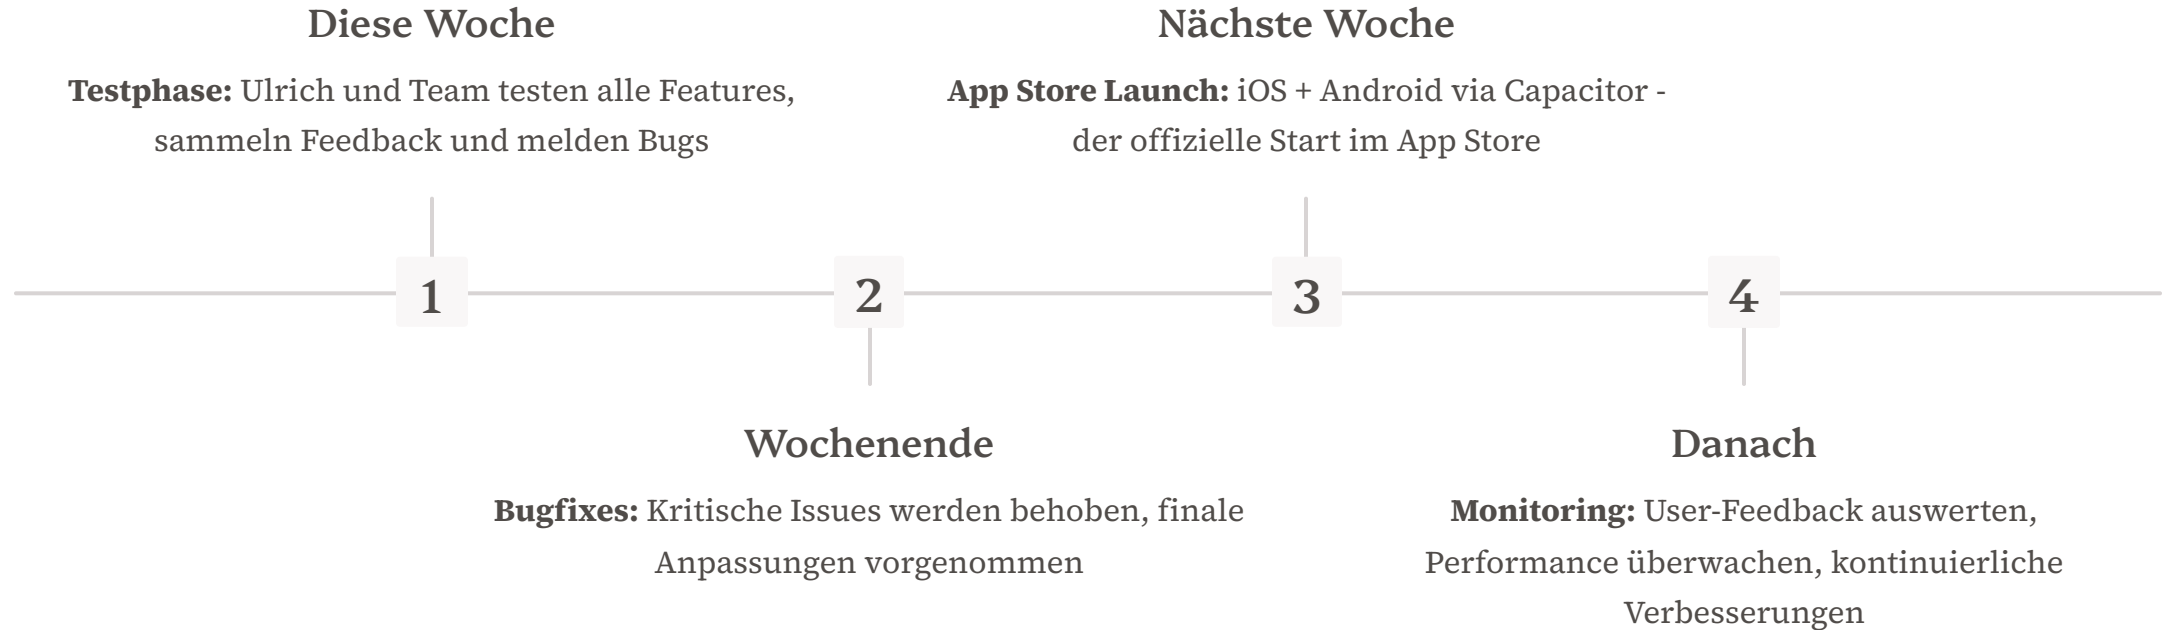 Diese Woche
Testphase: Ulrich und Team testen alle Features,
sammeln Feedback und melden Bugs
Nächste Woche
App Store Launch: iOS + Android via Capacitor -
der offizielle Start im App Store
1
2
3
4
Wochenende
Bugfixes: Kritische Issues werden behoben, finale
Anpassungen vorgenommen
Danach
Monitoring: User-Feedback auswerten,
Performance überwachen, kontinuierliche
Verbesserungen